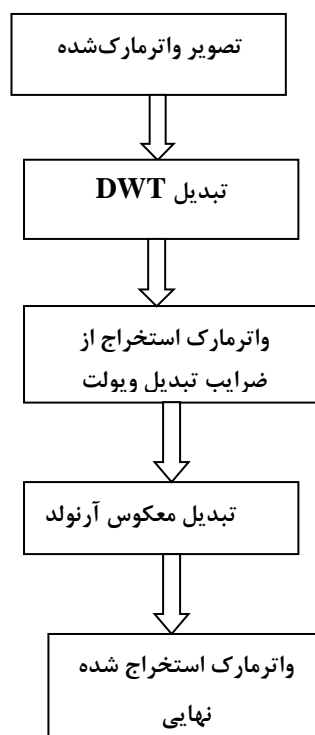 تصویر واترمارک‌شده
تبدیل DWT
واترمارک استخراج از
ضرایب تبدیل ویولت
تبدیل معکوس آرنولد
واترمارک استخراج شده
نهایی